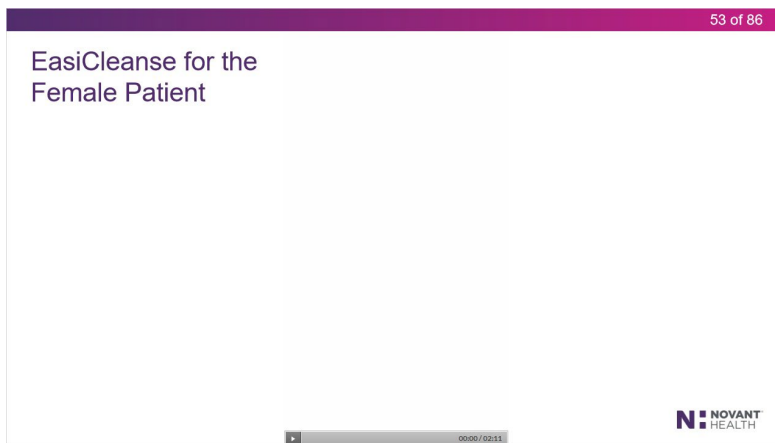 53 of 86
EasiCleanse for the
Female Patient
00:00 / 02:11
NOVANT
HEALTH